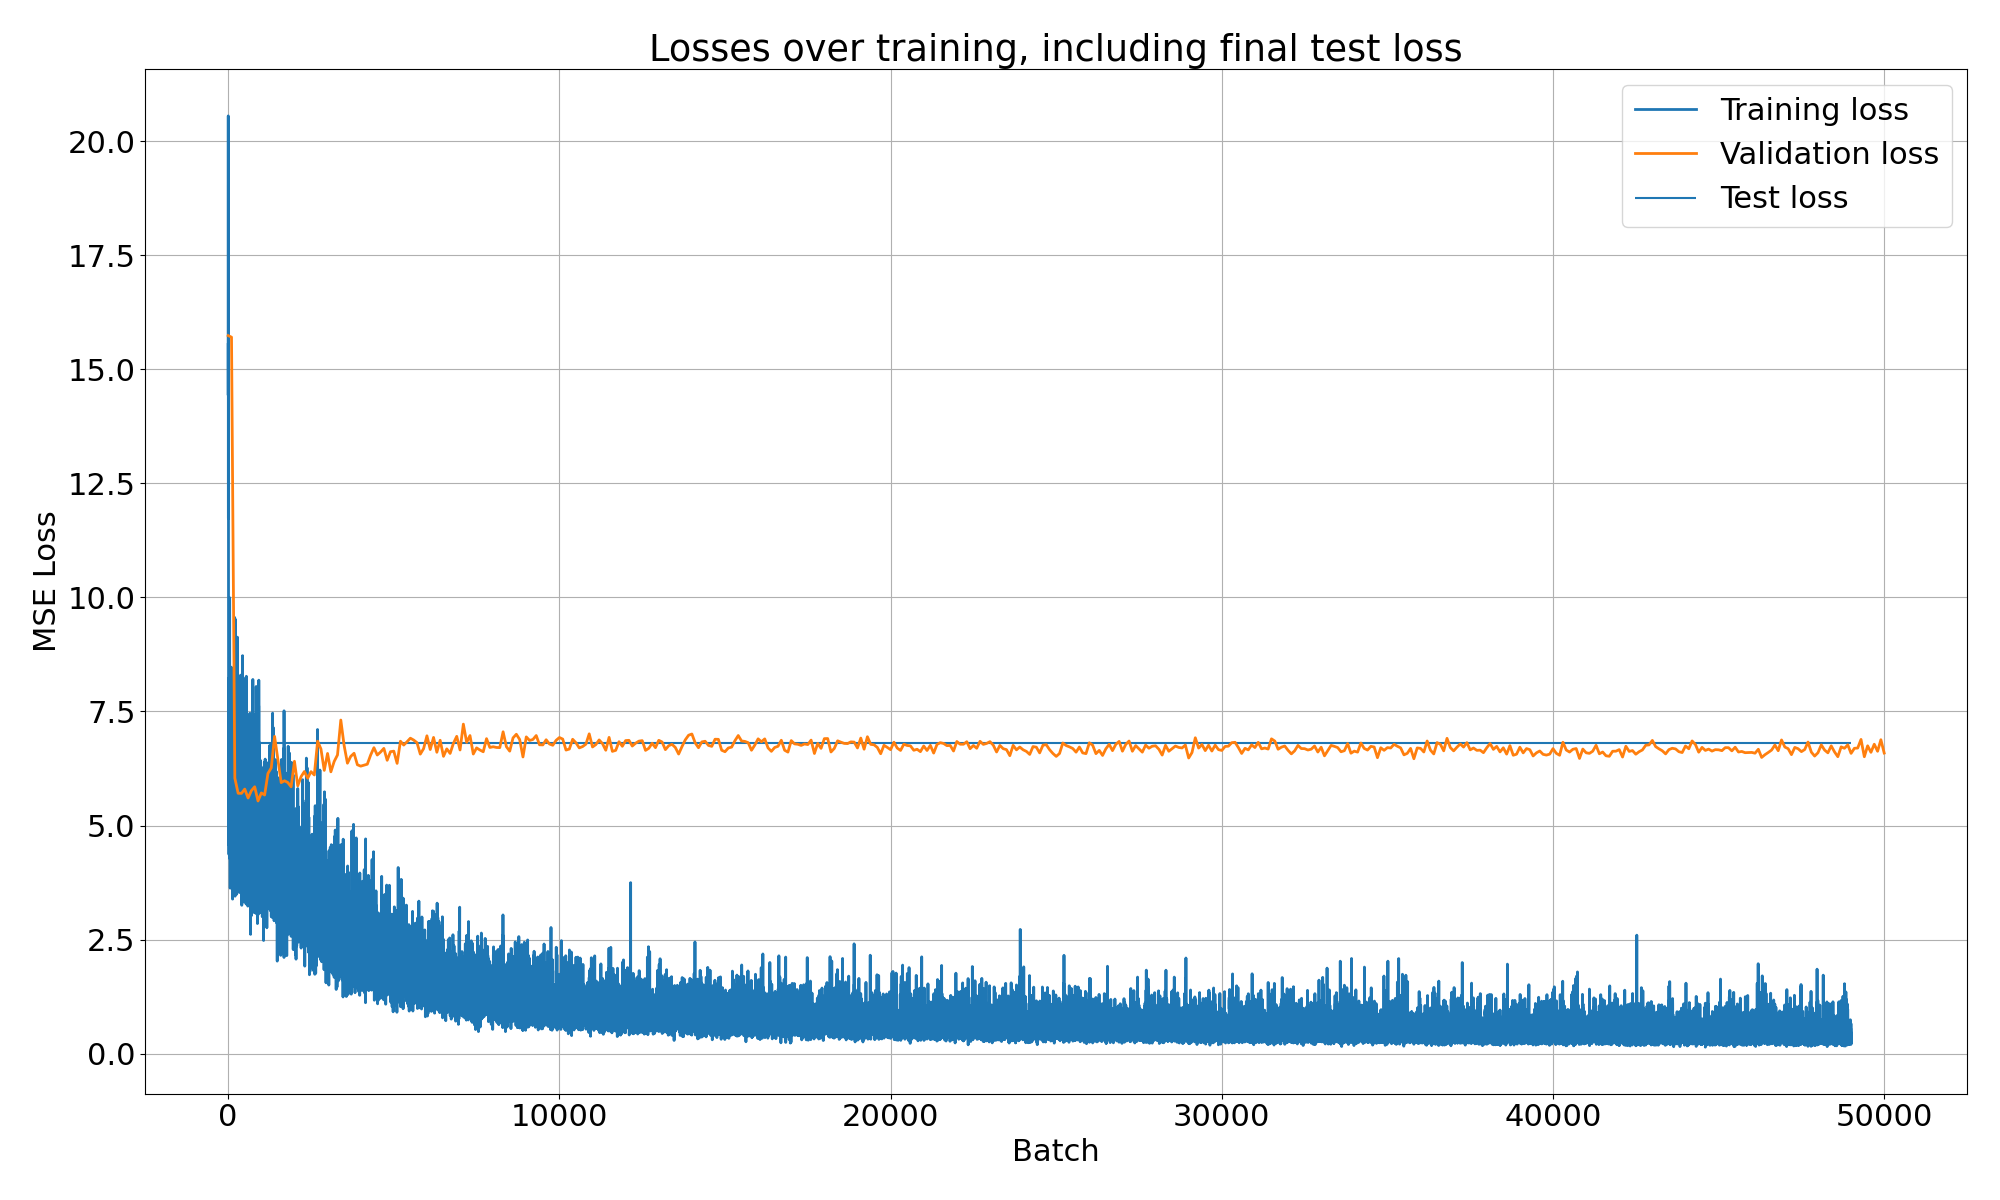 Losses over training, including final test loss
Training loss
Validation loss
Test loss
MSE Loss
20.0
17.5
15.0
12.5
10.0
7.5
5.0
2.5
0.0
0 10000 20000 30000 40000 50000
Batch